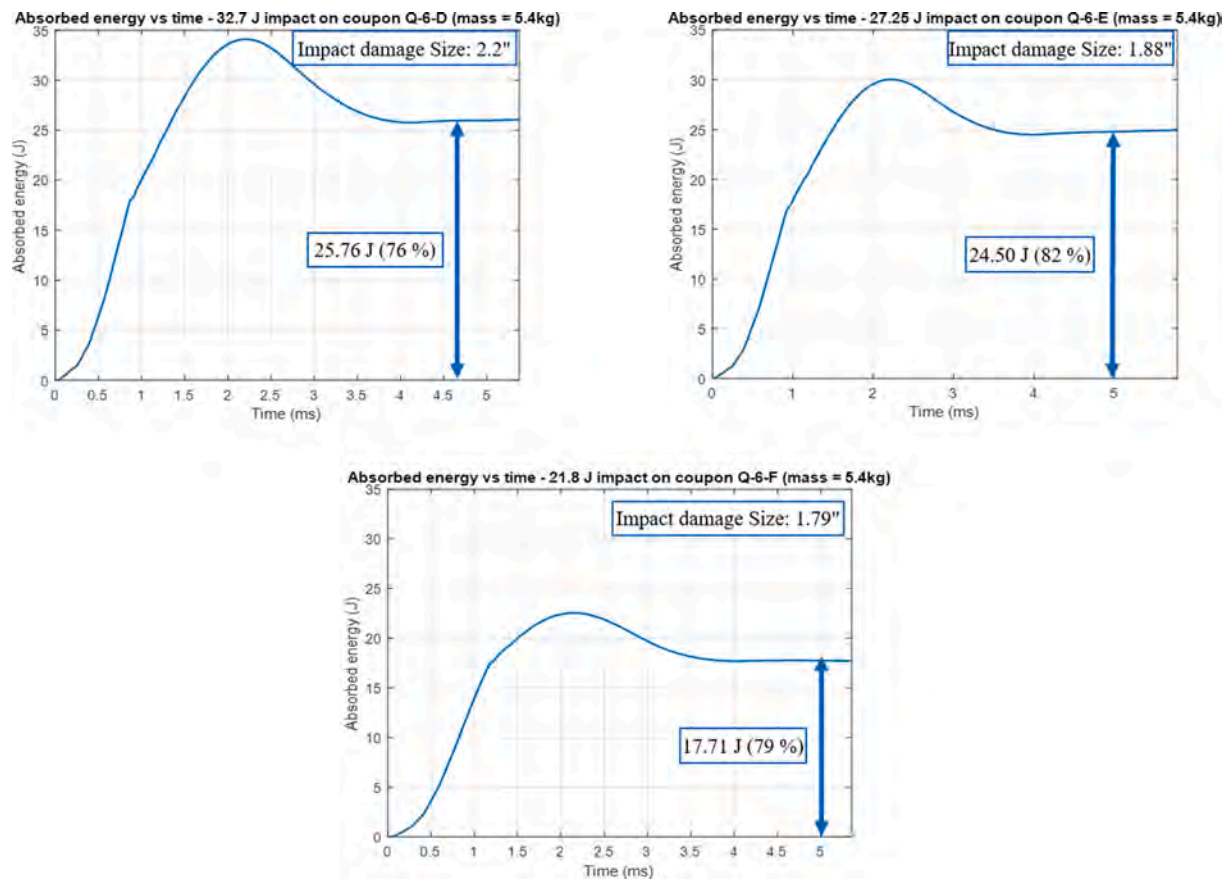 Absorbed energy vs time - 32.7 J impact on coupon Q-6-D (mass = 5.4kg)
Impact damage Size: 2.2"
35
30
25
20
15
10
5
0
Absorbed energy (J)
25.76 J (76 %)
0 0.5 1 1.5 2 2.5 3 3.5 4 4.5 5
Time (ms)
Absorbed energy vs time - 27.25 J impact on coupon Q-6-E (mass = 5.4kg)
Impact damage Size: 1.88"
35
30
25
20
15
10
5
0
Absorbed energy (J)
24.50 J (82 %)
0 1 2 3 4 5
Time (ms)
Absorbed energy vs time - 21.8 J impact on coupon Q-6-F (mass = 5.4kg)
Impact damage Size: 1.79"
35
30
25
20
15
10
5
0
Absorbed energy (J)
17.71 J (79 %)
0 0.5 1 1.5 2 2.5 3 3.5 4 4.5 5
Time (ms)